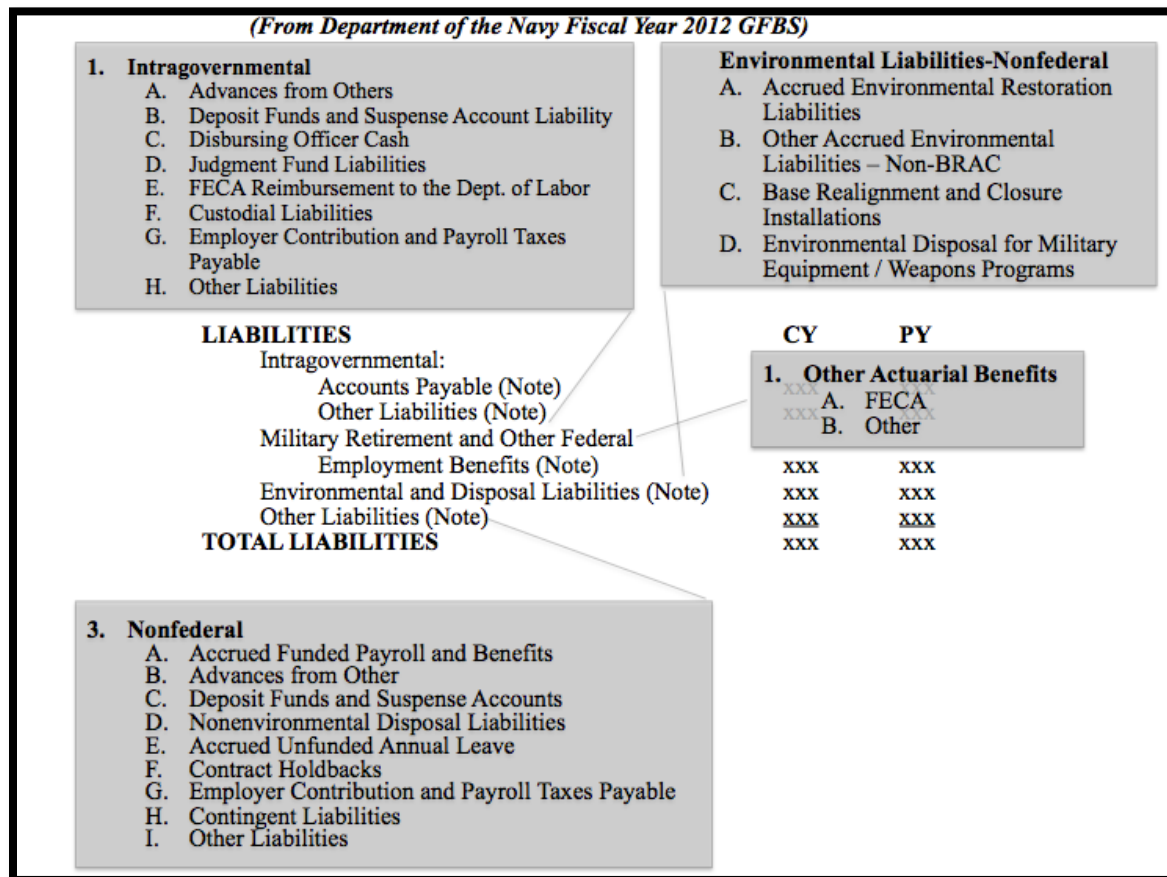 (From Department of the Navy Fiscal Year 2012 GFBS)
1. Intragovernmental
A. Advances from Others
B. Deposit Funds and Suspense Account Liability
C. Disbursing Officer Cash
D. Judgment Fund Liabilities
E. FECA Reimbursement to the Dept. of Labor
F. Custodial Liabilities
G. Employer Contribution and Payroll Taxes
Payable
H. Other Liabilities
Environmental Liabilities-Nonfederal
A. Accrued Environmental Restoration
Liabilities
B. Other Accrued Environmental
Liabilities – Non-BRAC
C. Base Realignment and Closure
Installations
D. Environmental Disposal for Military
Equipment / Weapons Programs
LIABILITIES CY PY
Intragovernmental:
Accounts Payable (Note) xxx xxx
Other Liabilities (Note) xxx xxx
1. Other Actuarial Benefits
A. FECA
B. Other
Military Retirement and Other Federal
Employment Benefits (Note) xxx xxx
Environmental and Disposal Liabilities (Note) xxx xxx
Other Liabilities (Note) xxx xxx
TOTAL LIABILITIES xxx xxx
3. Nonfederal
A. Accrued Funded Payroll and Benefits
B. Advances from Other
C. Deposit Funds and Suspense Accounts
D. Nonenvironmental Disposal Liabilities
E. Accrued Unfunded Annual Leave
F. Contract Holdbacks
G. Employer Contribution and Payroll Taxes Payable
H. Contingent Liabilities
I. Other Liabilities